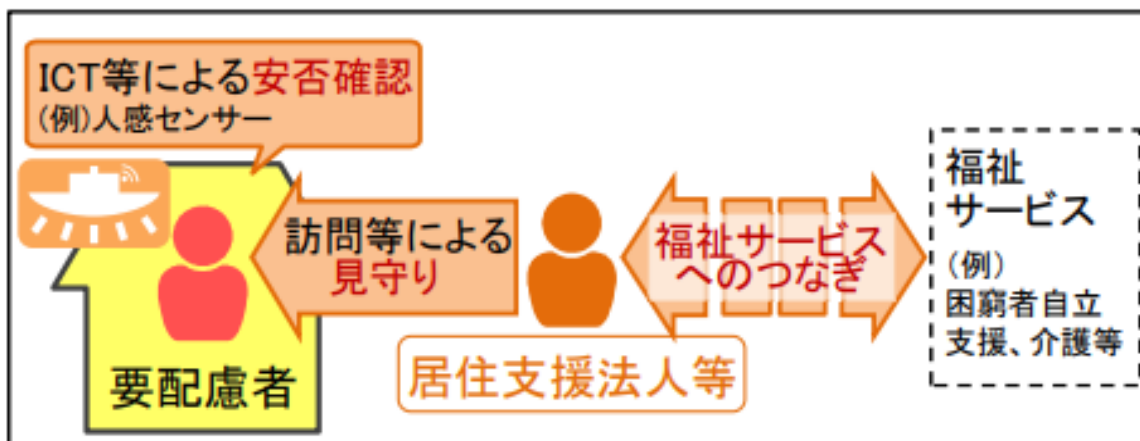 ICT等による安否確認
(例)人感センサー
訪問等による
見守り
要配慮者
居住支援法人等
福祉サービス
へのつなぎ
福祉
サービス
(例)
困窮者自立
支援、介護等